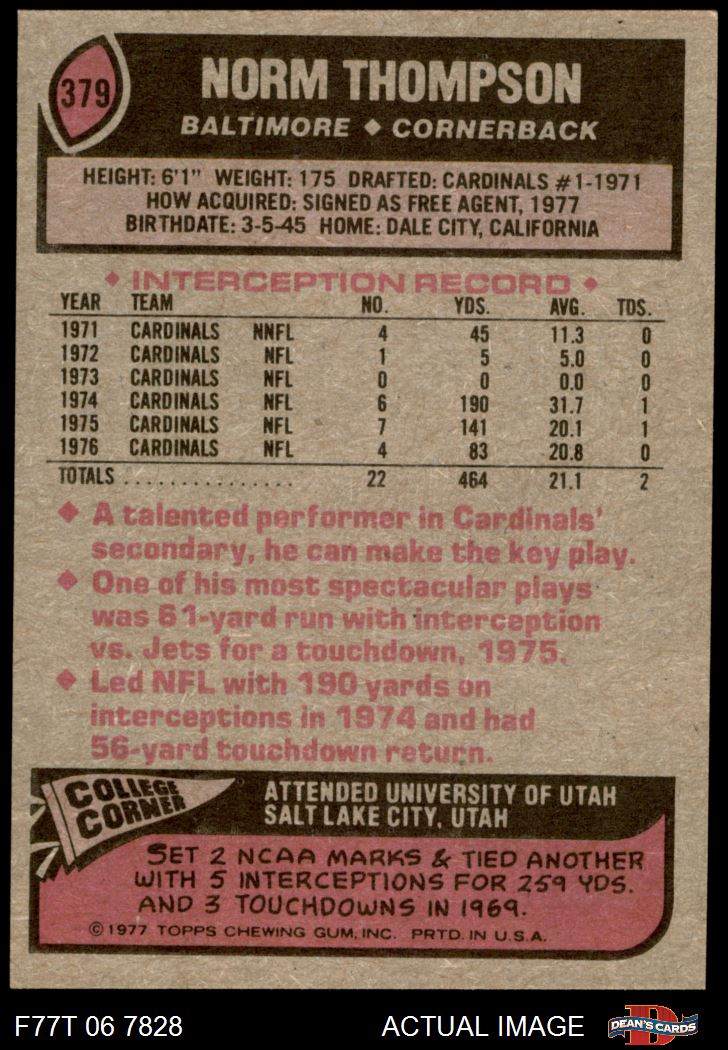 379
NORM THOMPSON
BALTIMORE ◆ CORNERBACK
HEIGHT: 6'1" WEIGHT: 175 DRAFTED: CARDINALS #1-1971
HOW ACQUIRED: SIGNED AS FREE AGENT, 1977
BIRTHDATE: 3-5-45 HOME: DALE CITY, CALIFORNIA
◆ INTERCEPTION RECORD ◆
YEAR TEAM NO. YDS. AVG. TDS.
1971 CARDINALS NNFL 4 45 11.3 0
1972 CARDINALS NFL 1 5 5.0 0
1973 CARDINALS NFL 0 0 0.0 0
1974 CARDINALS NFL 6 190 31.7 1
1975 CARDINALS NFL 7 141 20.1 1
1976 CARDINALS NFL 4 83 20.8 0
TOTALS . . . . . . . . . . . . . . . 22 464 21.1 2
◆ A talented performer in Cardinals'
secondary, he can make the key play.
◆ One of his most spectacular plays
was 61-yard run with interception
vs. Jets for a touchdown, 1975.
◆ Led NFL with 190 yards on
interceptions in 1974 and had
56-yard touchdown return.
COLLEGE
CORNER
ATTENDED UNIVERSITY OF UTAH
SALT LAKE CITY, UTAH
SET 2 NCAA MARKS & TIED ANOTHER
WITH 5 INTERCEPTIONS FOR 259 YDS.
AND 3 TOUCHDOWNS IN 1969.
©1977 TOPPS CHEWING GUM, INC. PRTD. IN U.S.A.
F77T 06 7828 ACTUAL IMAGE
D
DEAN'S CARDS